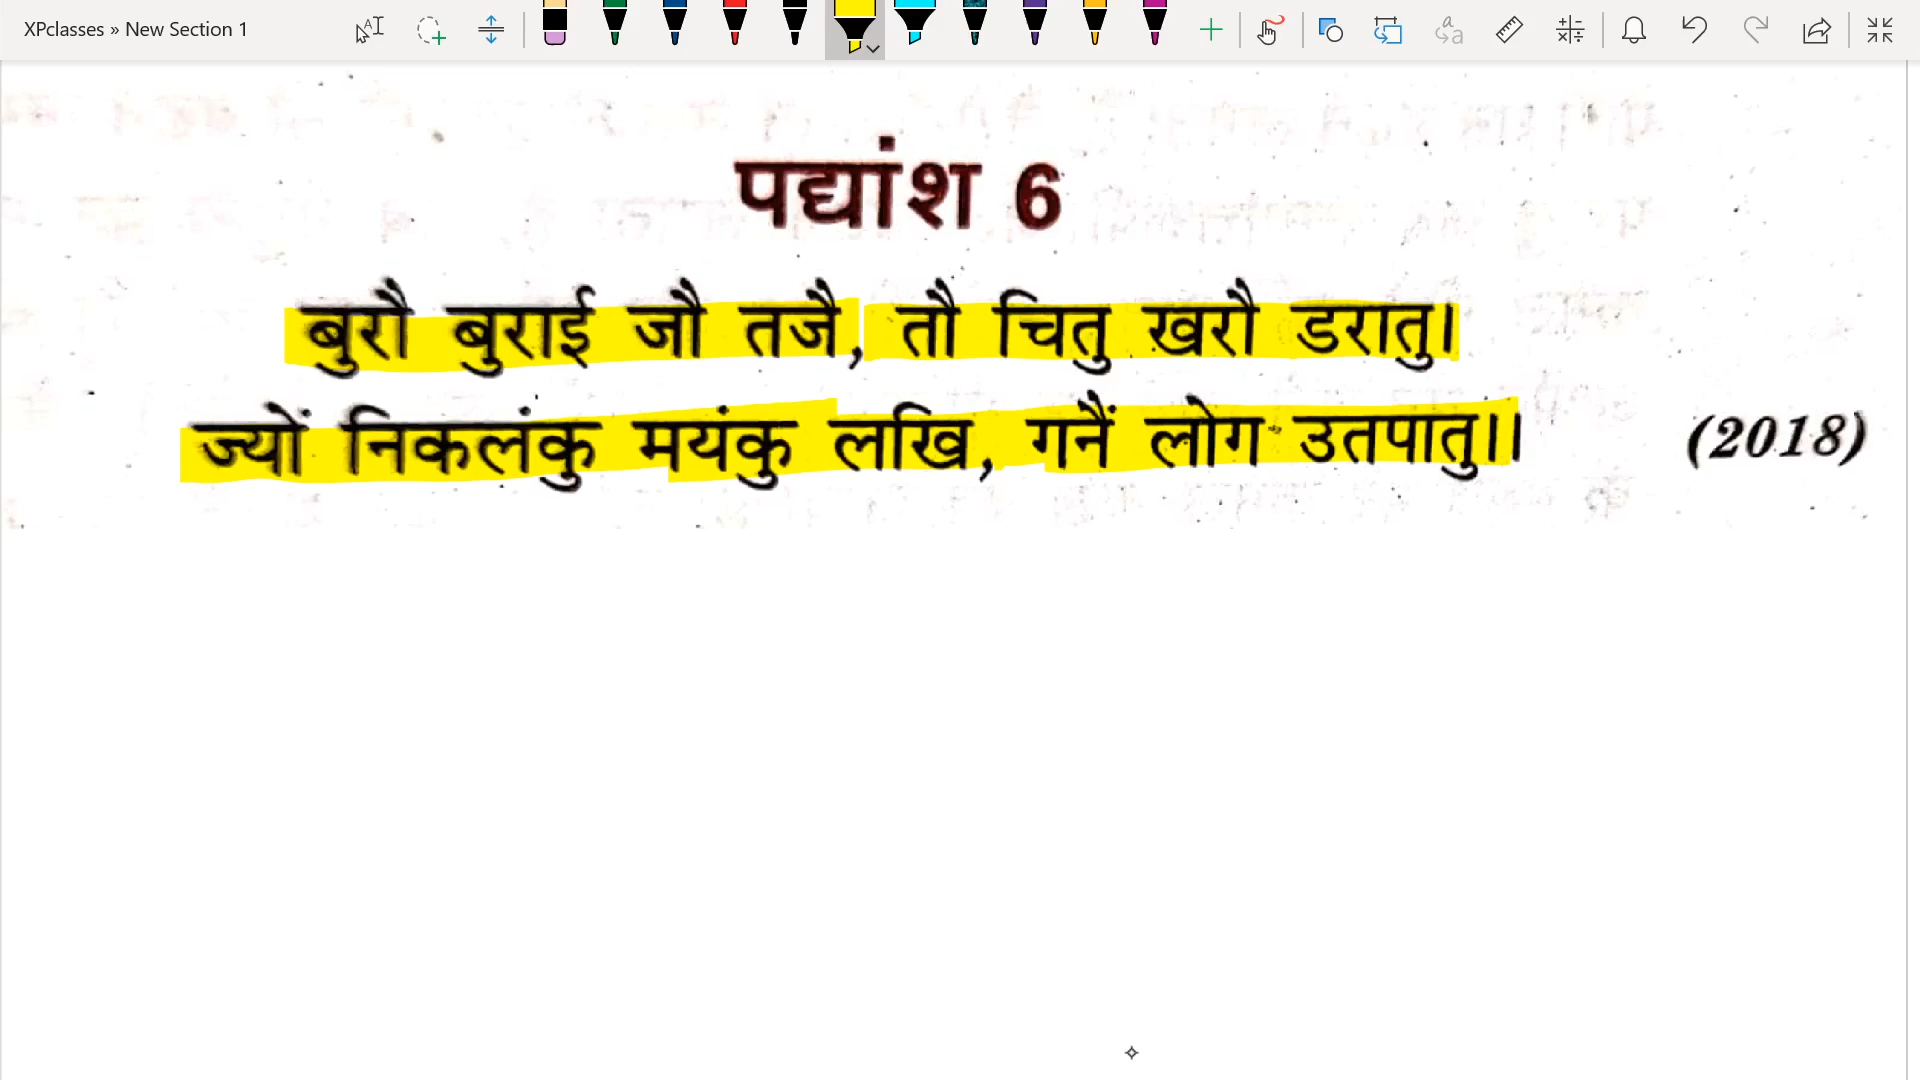 XPclasses » New Section 1
पद्यांश 6
बुरौ बुराई जौ तजै, तौ चितु खरौ डरातु।
ज्यों निकलंकु मयंकु लखि, गनैं लोग उतपातु।। (2018)